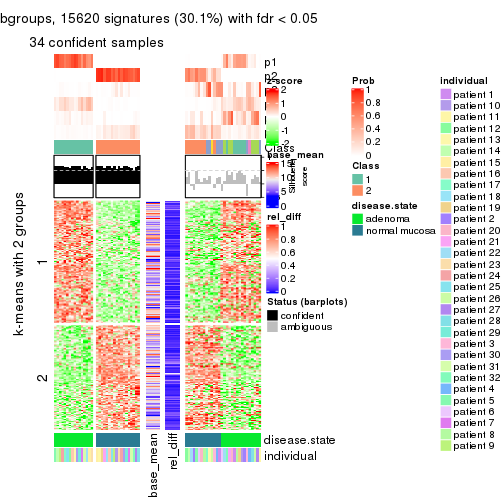 bgroups, 15620 signatures (30.1%) with fdr < 0.05
34 confident samples
p1
p2
z-score
2
1
0
-1
-2
Class
base_mean
15
10
5
0
Silhouette
score
rel_diff
1
0.8
0.6
0.4
0.2
0
Status (barplots)
confident
ambiguous
k-means with 2 groups
1
2
disease.state
individual
base_mean
rel_diff
Prob
1
0.8
0.6
0.4
0.2
0
Class
1
2
disease.state
adenoma
normal mucosa
individual
patient 1
patient 10
patient 11
patient 12
patient 13
patient 14
patient 15
patient 16
patient 17
patient 18
patient 19
patient 2
patient 20
patient 21
patient 22
patient 23
patient 24
patient 25
patient 26
patient 27
patient 28
patient 29
patient 3
patient 30
patient 31
patient 32
patient 4
patient 5
patient 6
patient 7
patient 8
patient 9